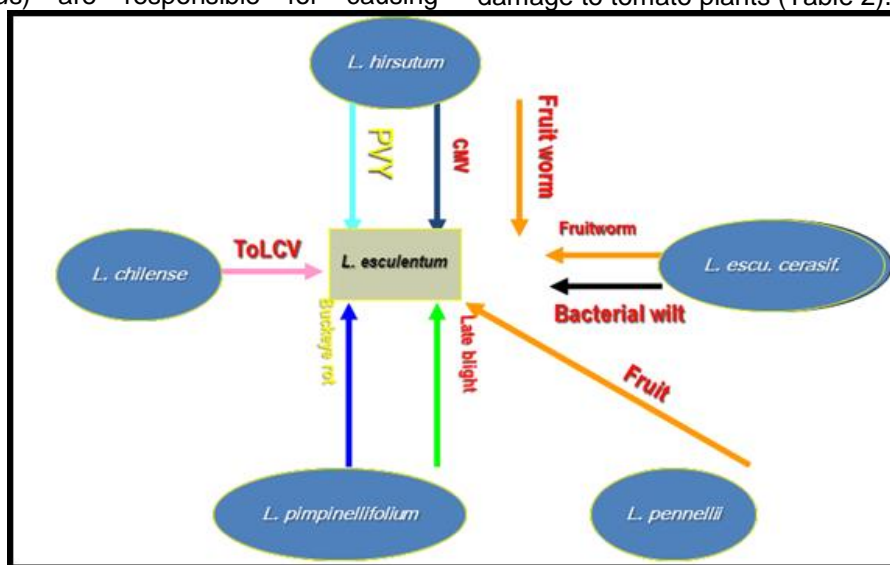 us) are responsible for causing
damage to tomato plants (Table 2).
L. hirsutum
PVY
CMV
Fruit worm
Fruitworm
L. escu. cerasif.
ToLCV
L. esculentum
L. chilense
Bacterial wilt
Buckeye rot
Late blight
Fruit
L. pimpinellifolium
L. pennellii